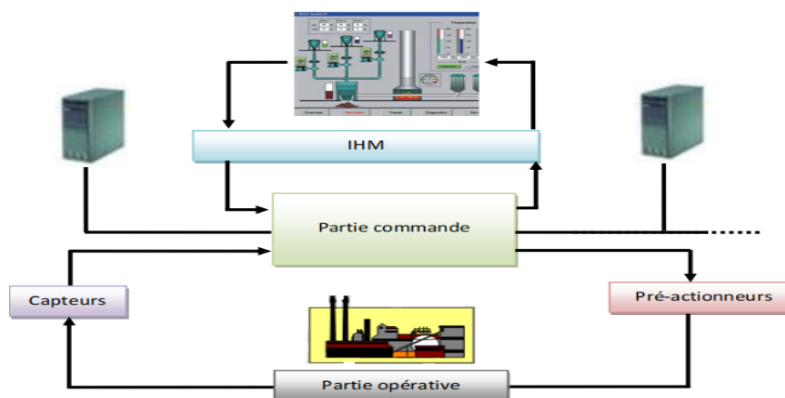 IHM
Partie commande
Capteurs
Pré-actionneurs
Partie opérative